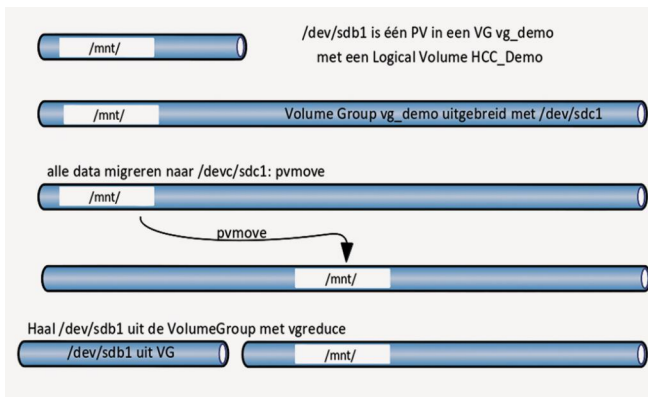 /dev/sdb1 is één PV in een VG vg_demo
met een Logical Volume HCC_Demo
/mnt/
/mnt/
Volume Group vg_demo uitgebreid met /dev/sdc1
alle data migreren naar /devc/sdc1: pvmove
/mnt/
pvmove
/mnt/
Haal /dev/sdb1 uit de VolumeGroup met vgreduce
/dev/sdb1 uit VG
/mnt/